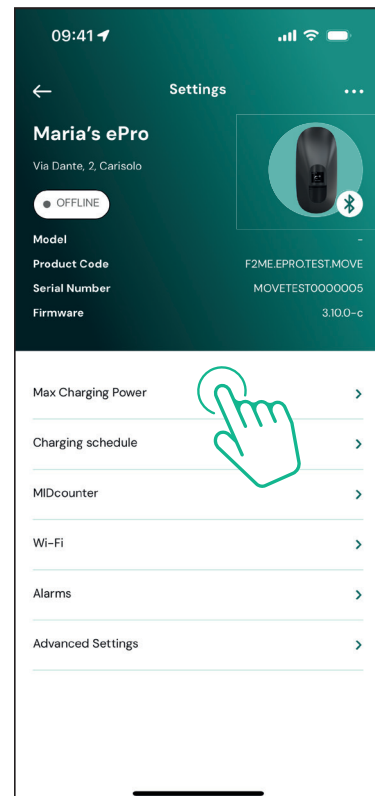 09:41
Settings
Maria's ePro
Via Dante, 2, Carisolo
OFFLINE
Model -
Product Code F2ME.EPRO.TEST.MOVE
Serial Number MOVETEST0000005
Firmware 3.10.0-c
Max Charging Power
Charging schedule
MIDcounter
Wi-Fi
Alarms
Advanced Settings